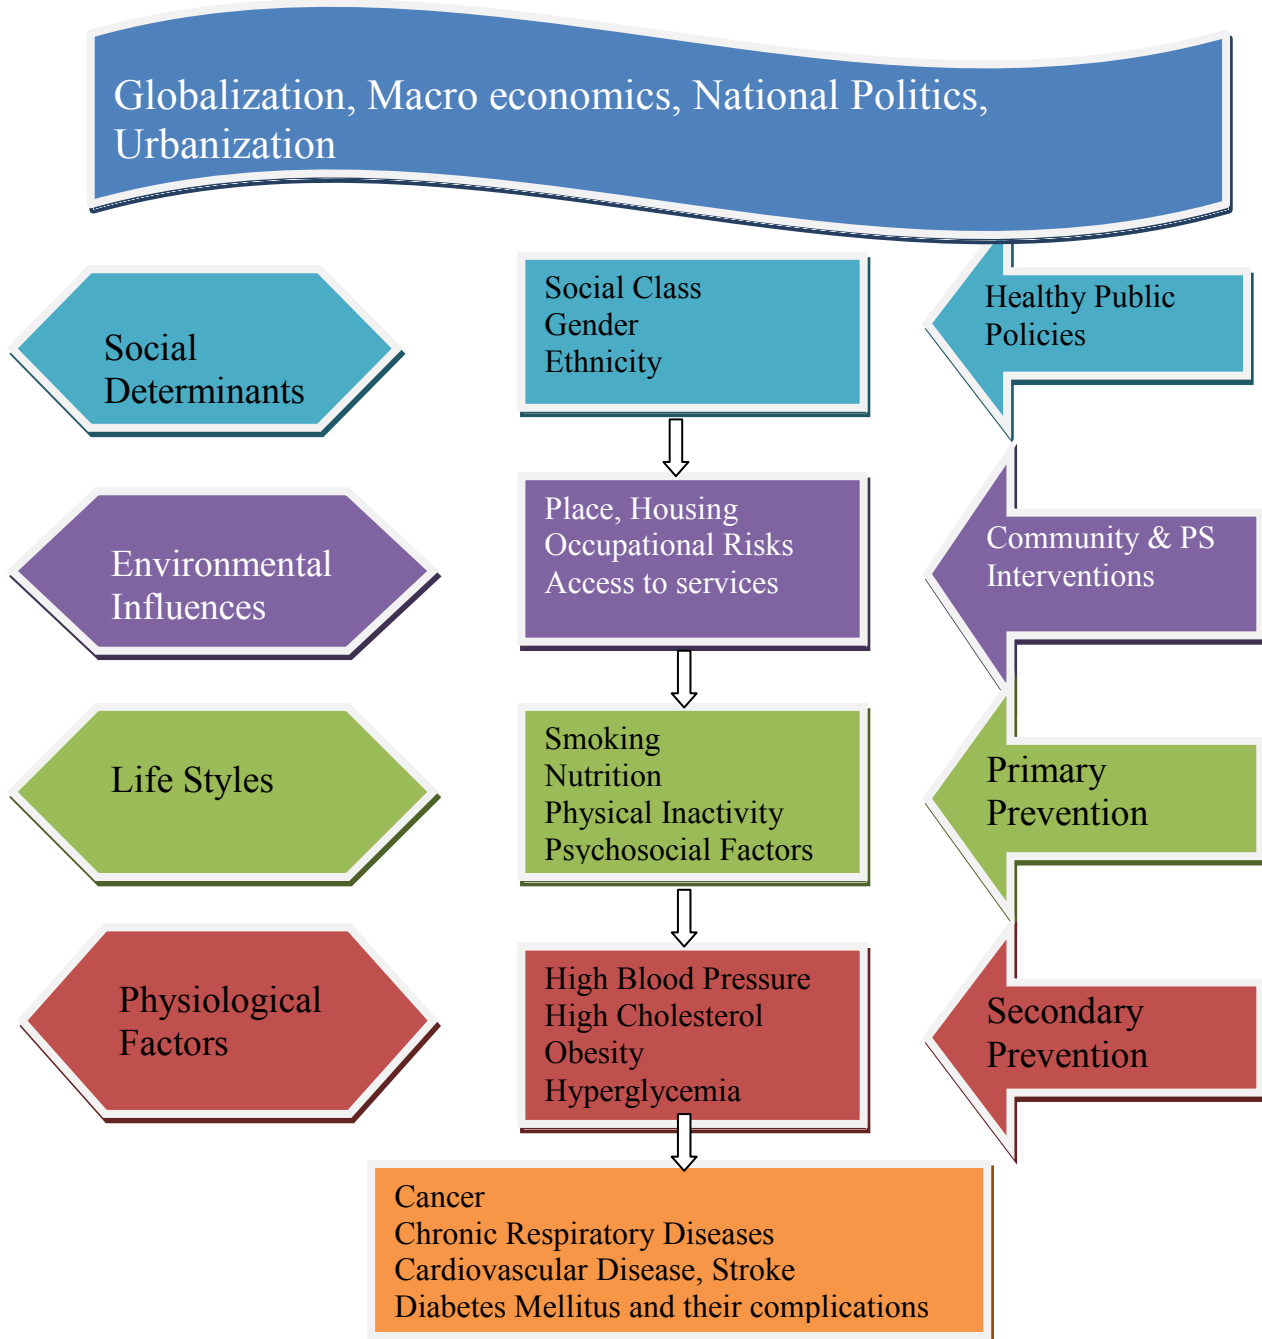 Globalization, Macro economics, National Politics,
Urbanization
Social
Determinants
Social Class
Gender
Ethnicity
Healthy Public
Policies
Environmental
Influences
Place, Housing
Occupational Risks
Access to services
Community & PS
Interventions
Life Styles
Smoking
Nutrition
Physical Inactivity
Psychosocial Factors
Primary
Prevention
Physiological
Factors
High Blood Pressure
High Cholesterol
Obesity
Hyperglycemia
Secondary
Prevention
Cancer
Chronic Respiratory Diseases
Cardiovascular Disease, Stroke
Diabetes Mellitus and their complications